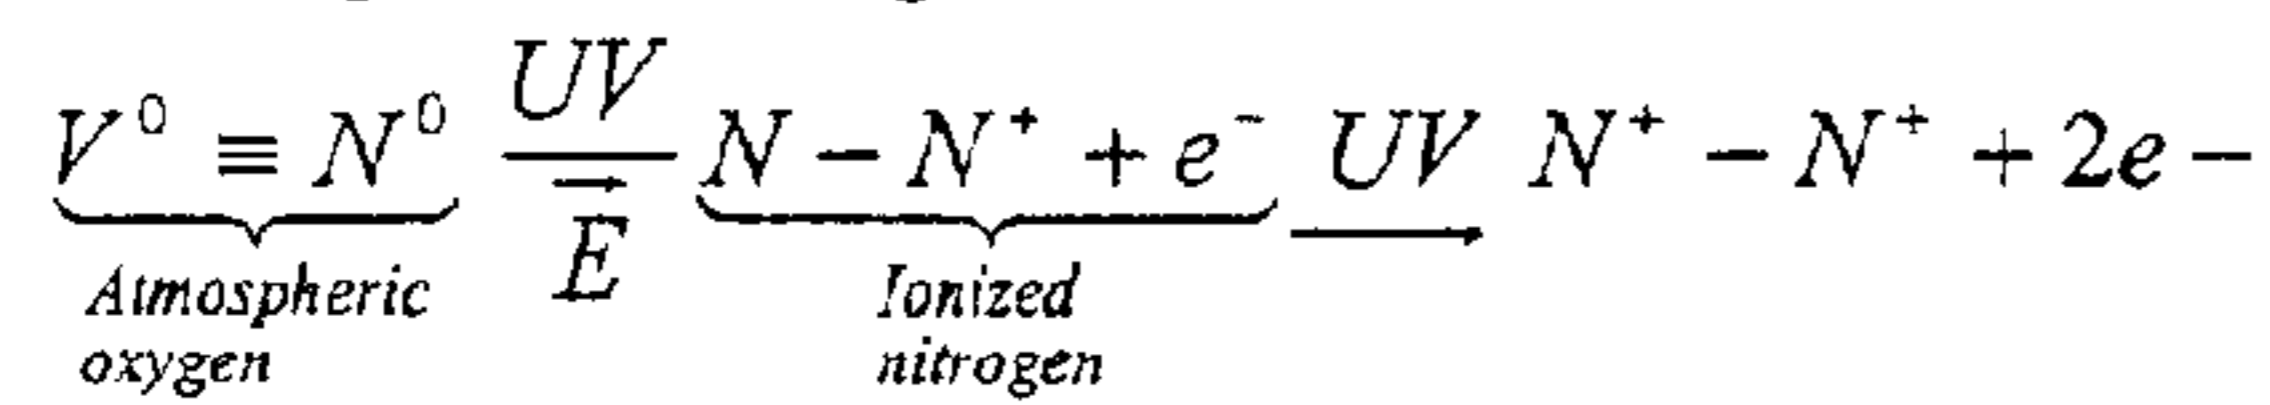 UV
V⁰ ≡ N⁰ → N − N⁺ + e⁻ UV → N⁺ − N⁺ + 2e −
E
Atmospheric Ionized
oxygen nitrogen